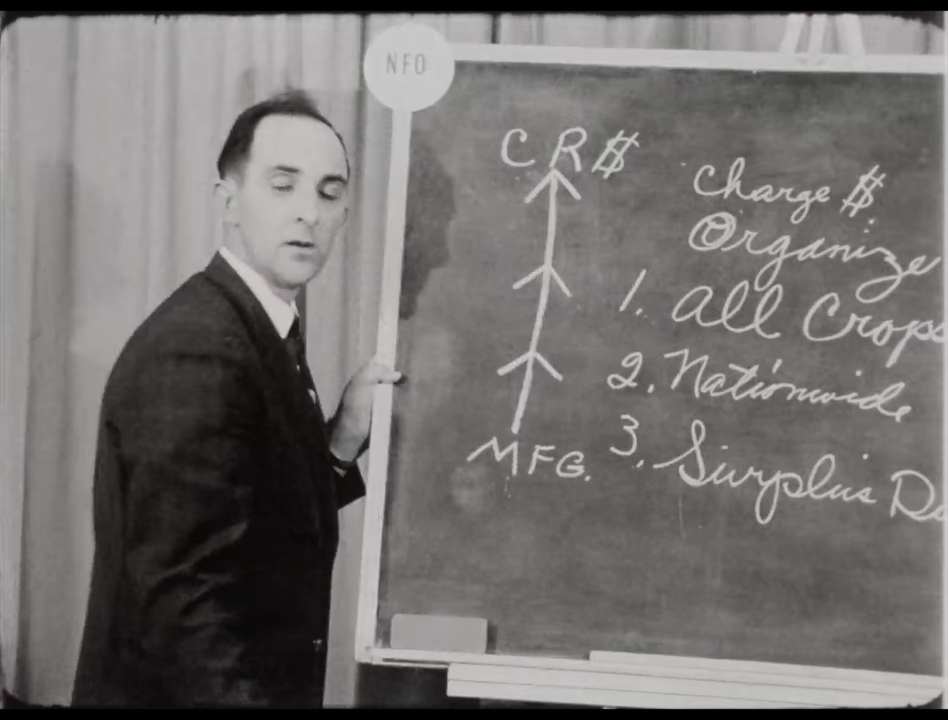 NFO
CR$
Charge $
Organize
1. All Crops
2. Nationwide
MFG.
3. Surplus